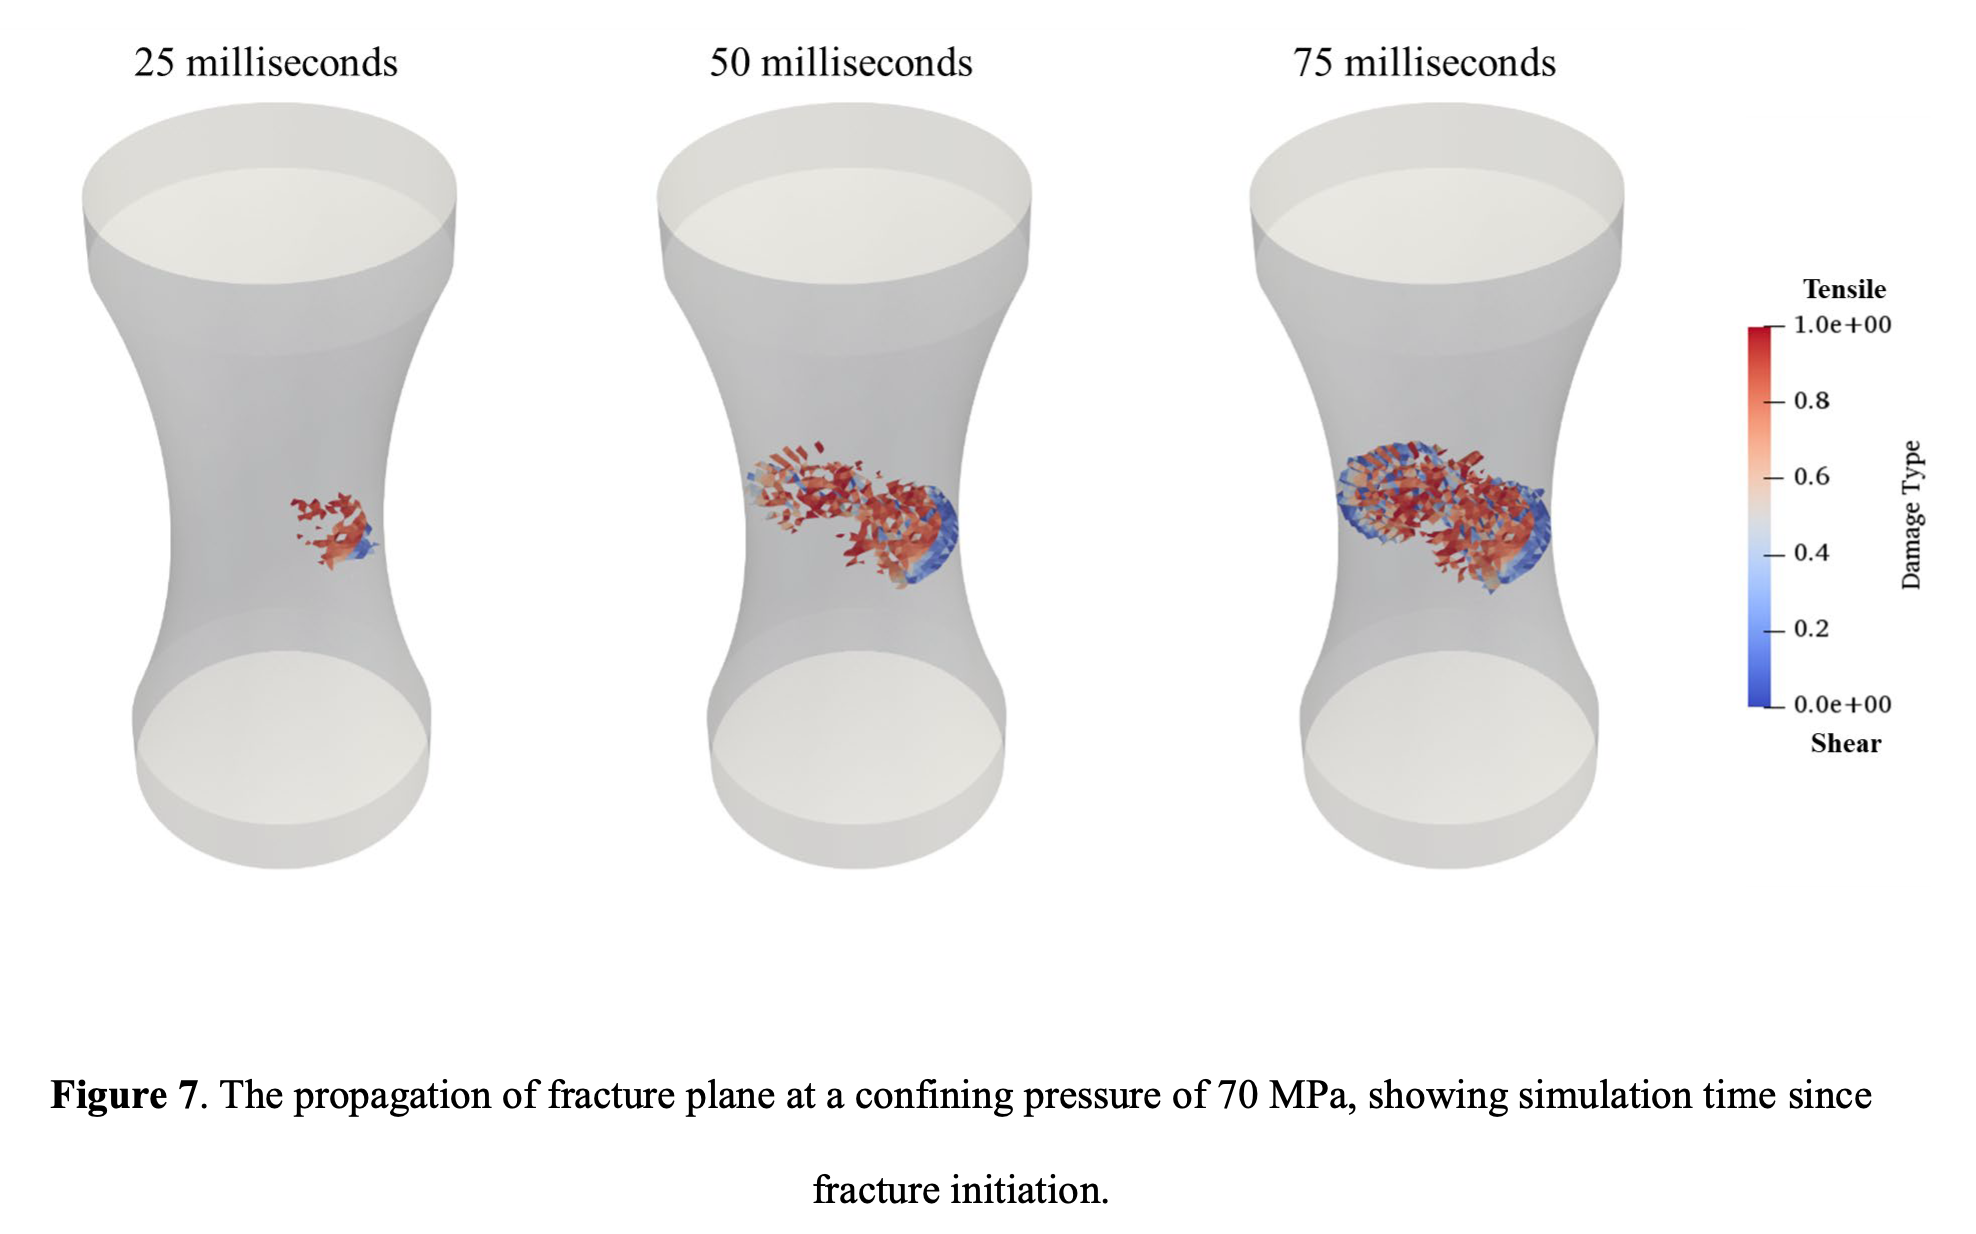 25 milliseconds
50 milliseconds
75 milliseconds
Tensile
1.0e+00
0.8
0.6
0.4
0.2
0.0e+00
Damage Type
Shear
Figure 7. The propagation of fracture plane at a confining pressure of 70 MPa, showing simulation time since
fracture initiation.